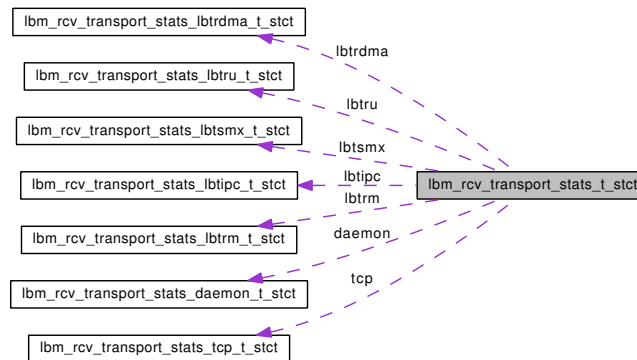 lbm_rcv_transport_stats_lbtrdma_t_stct
lbtrdma
lbm_rcv_transport_stats_lbtru_t_stct
lbtru
lbm_rcv_transport_stats_lbtsmx_t_stct
lbtsmx
lbm_rcv_transport_stats_lbtipc_t_stct
lbtipc
lbm_rcv_transport_stats_t_stct
lbtrm
lbm_rcv_transport_stats_lbtrm_t_stct
daemon
lbm_rcv_transport_stats_daemon_t_stct
tcp
lbm_rcv_transport_stats_tcp_t_stct